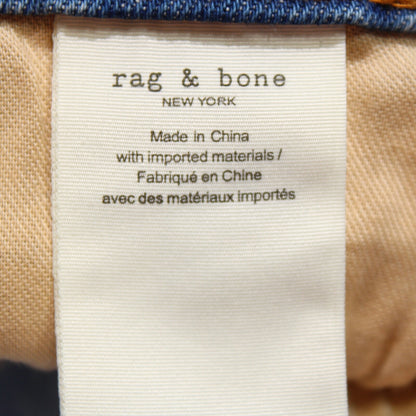 rag & bone
NEW YORK
Made in China
with imported materials /
Fabriqué en Chine
avec des matériaux importés